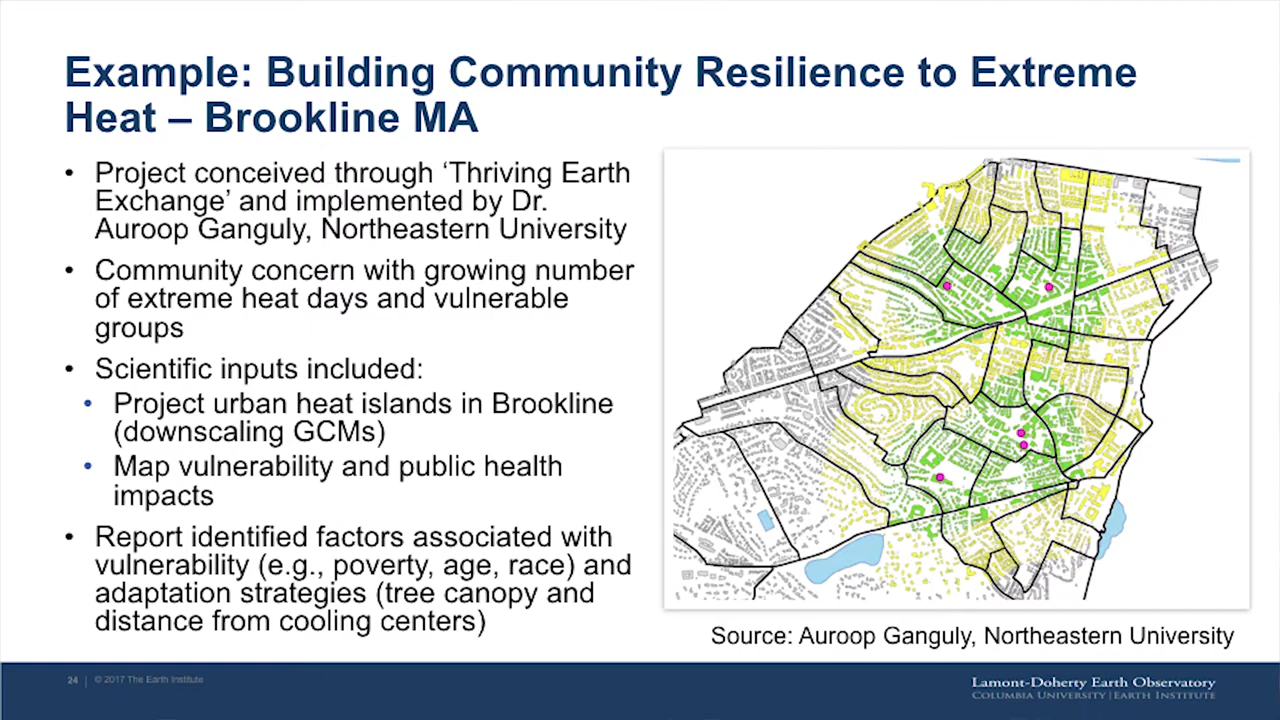 Example: Building Community Resilience to Extreme
Heat – Brookline MA
• Project conceived through ‘Thriving Earth
Exchange’ and implemented by Dr.
Auroop Ganguly, Northeastern University
• Community concern with growing number
of extreme heat days and vulnerable
groups
• Scientific inputs included:
• Project urban heat islands in Brookline
(downscaling GCMs)
• Map vulnerability and public health
impacts
• Report identified factors associated with
vulnerability (e.g., poverty, age, race) and
adaptation strategies (tree canopy and
distance from cooling centers)
Source: Auroop Ganguly, Northeastern University
24 | © 2017 The Earth Institute
Lamont-Doherty Earth Observatory
COLUMBIA UNIVERSITY | EARTH INSTITUTE